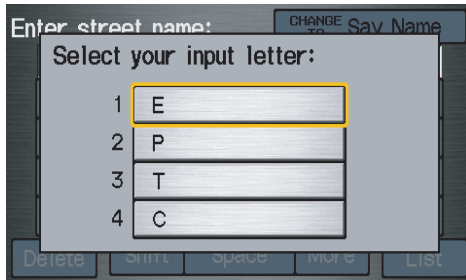 Enter street name:
CHANGE TO Say Name
Select your input letter:
1 E
2 P
3 T
4 C
Delete Shift Space More List